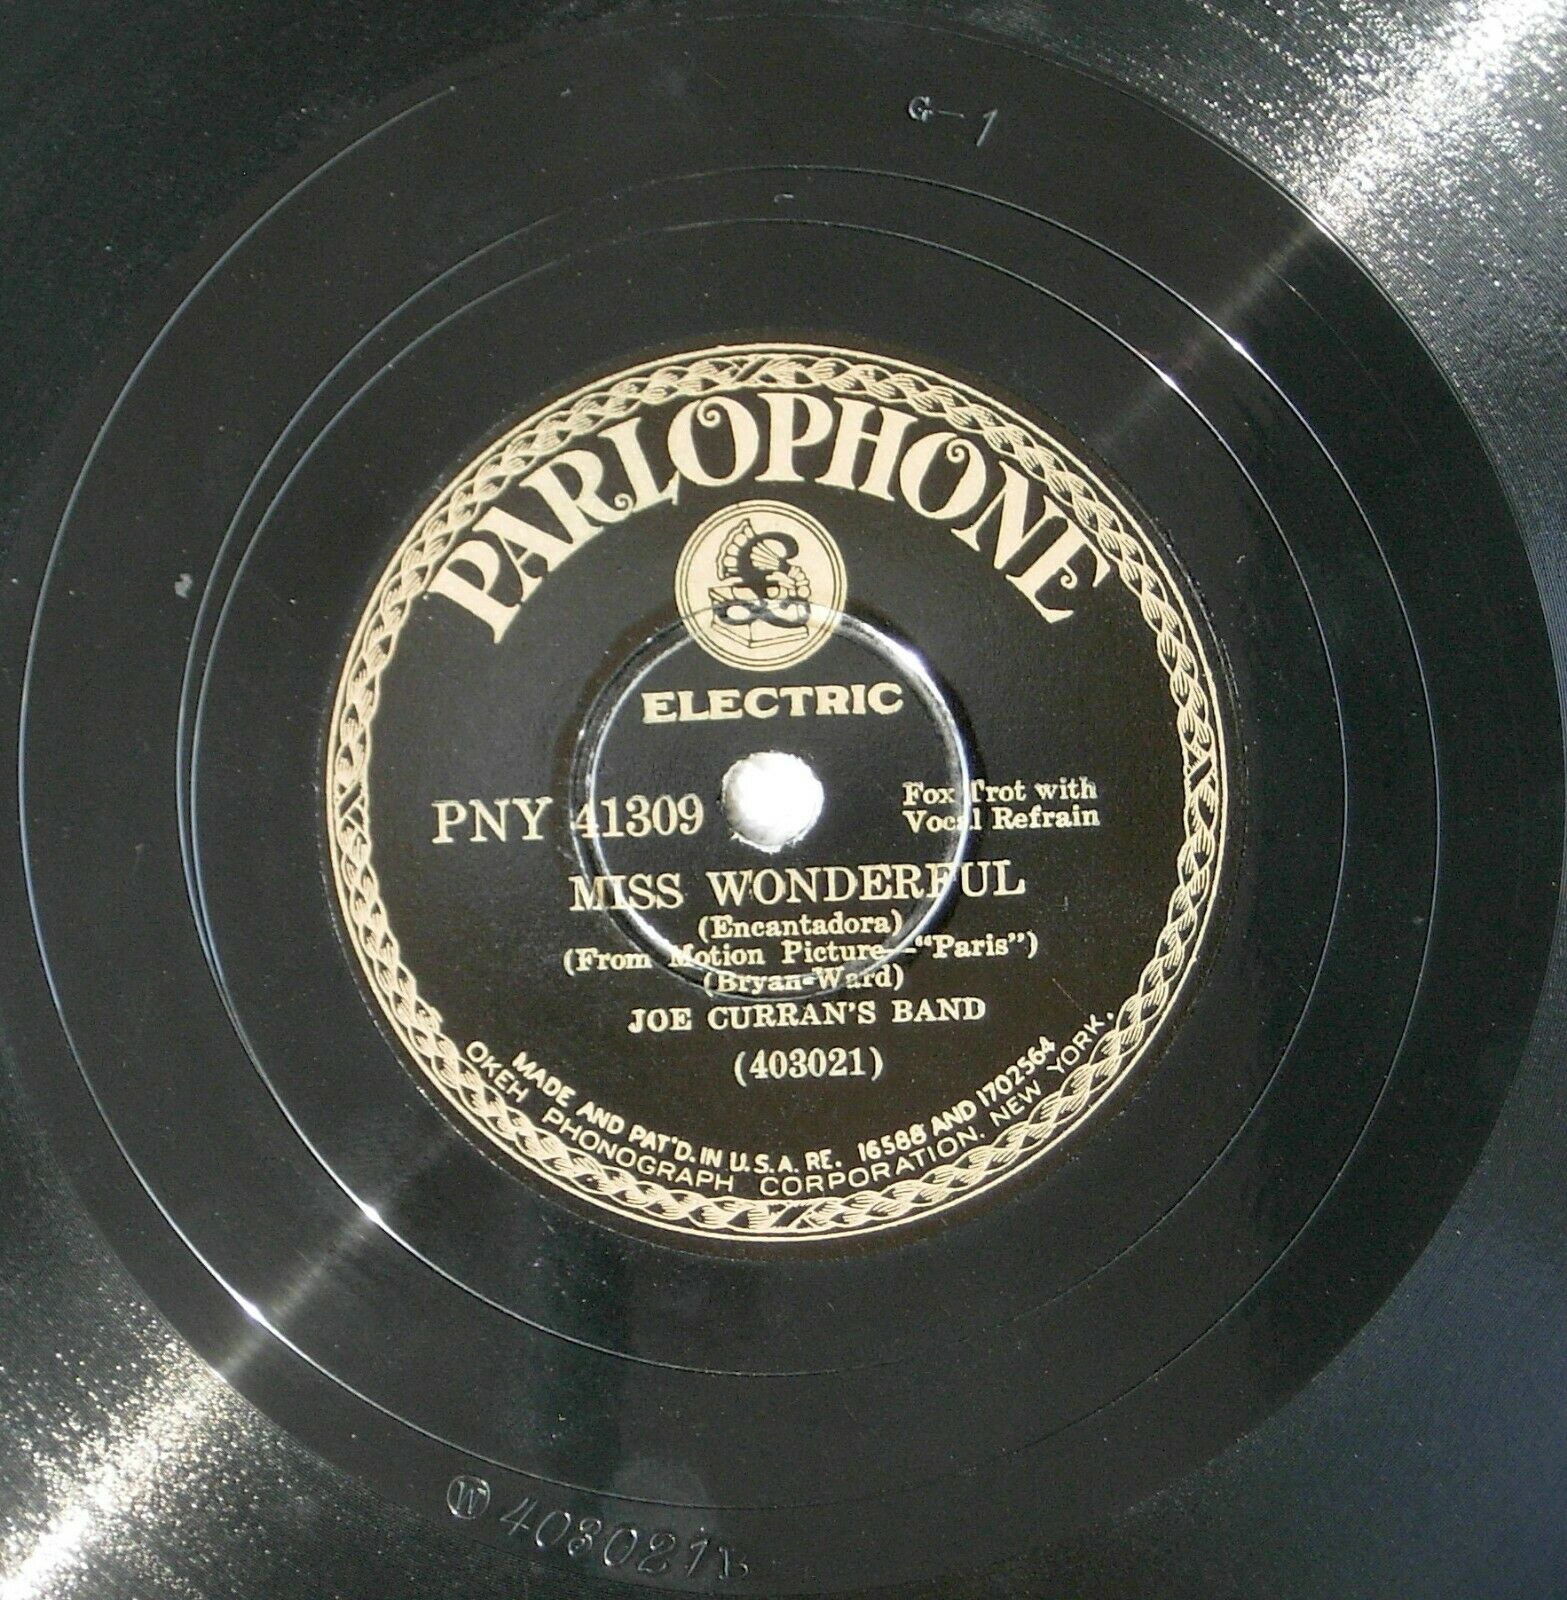 G-1
PARLOPHONE
ELECTRIC
PNY 41309
Fox Trot with
Vocal Refrain
MISS WONDERFUL
(Encantadora)
(From Motion Picture—"Paris")
(Bryan-Ward)
JOE CURRAN'S BAND
(403021)
MADE AND PAT'D. IN U.S.A. RE. 16588 AND 1702564
OKEH PHONOGRAPH CORPORATION, NEW YORK.
W 403021